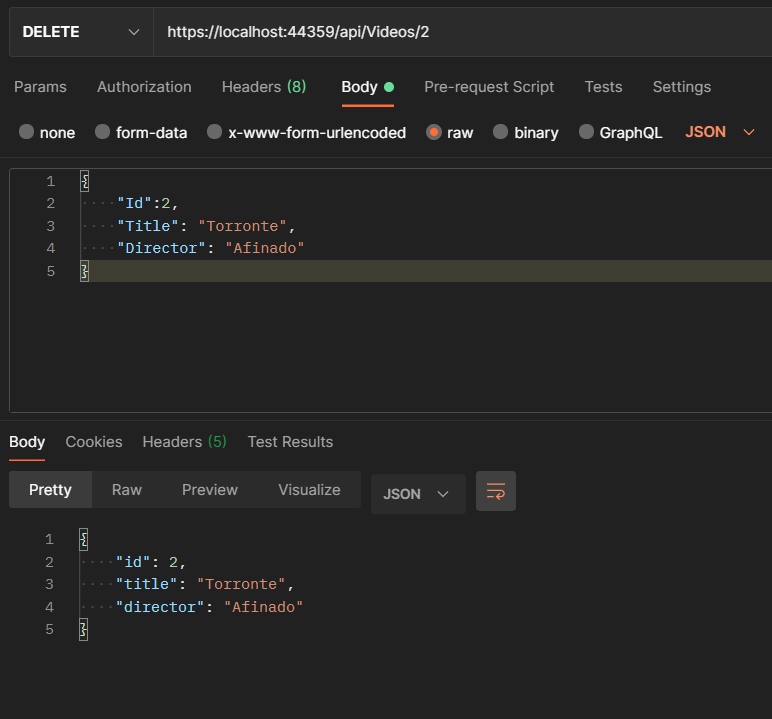 DELETE https://localhost:44359/api/Videos/2
Params Authorization Headers (8) Body Pre-request Script Tests Settings
none form-data x-www-form-urlencoded raw binary GraphQL JSON
1 {
2 ····"Id":2,
3 ····"Title": "Torronte",
4 ····"Director": "Afinado"
5 }
Body Cookies Headers (5) Test Results
Pretty Raw Preview Visualize JSON
1 {
2 ····"id": 2,
3 ····"title": "Torronte",
4 ····"director": "Afinado"
5 }